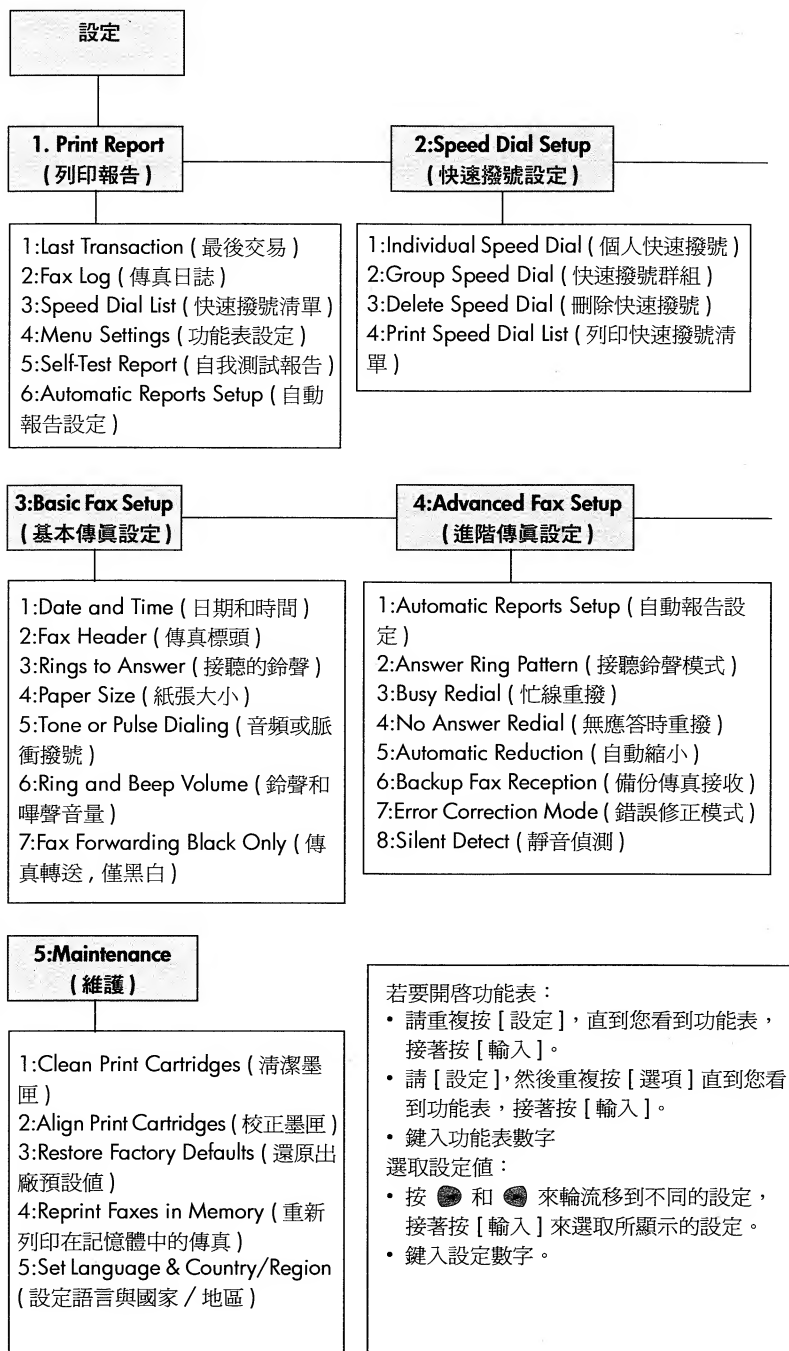 設定
1. Print Report
( 列印報告 )
2:Speed Dial Setup
( 快速撥號設定 )
1:Last Transaction ( 最後交易 )
2:Fax Log ( 傳真日誌 )
3:Speed Dial List ( 快速撥號清單 )
4:Menu Settings ( 功能表設定 )
5:Self-Test Report ( 自我測試報告 )
6:Automatic Reports Setup ( 自動
報告設定 )
1:Individual Speed Dial ( 個人快速撥號 )
2:Group Speed Dial ( 快速撥號群組 )
3:Delete Speed Dial ( 刪除快速撥號 )
4:Print Speed Dial List ( 列印快速撥號清
單 )
3:Basic Fax Setup
( 基本傳真設定 )
4:Advanced Fax Setup
( 進階傳真設定 )
1:Date and Time ( 日期和時間 )
2:Fax Header ( 傳真標頭 )
3:Rings to Answer ( 接聽的鈴聲 )
4:Paper Size ( 紙張大小 )
5:Tone or Pulse Dialing ( 音頻或脈
衝撥號 )
6:Ring and Beep Volume ( 鈴聲和
嗶聲音量 )
7:Fax Forwarding Black Only ( 傳
真轉送 , 僅黑白 )
1:Automatic Reports Setup ( 自動報告設
定 )
2:Answer Ring Pattern ( 接聽鈴聲模式 )
3:Busy Redial ( 忙線重撥 )
4:No Answer Redial ( 無應答時重撥 )
5:Automatic Reduction ( 自動縮小 )
6:Backup Fax Reception ( 備份傳真接收 )
7:Error Correction Mode ( 錯誤修正模式 )
8:Silent Detect ( 靜音偵測 )
5:Maintenance
( 維護 )
1:Clean Print Cartridges ( 清潔墨
匣 )
2:Align Print Cartridges ( 校正墨匣 )
3:Restore Factory Defaults ( 還原出
廠預設值 )
4:Reprint Faxes in Memory ( 重新
列印在記憶體中的傳真 )
5:Set Language & Country/Region
( 設定語言與國家 / 地區 )
若要開啓功能表：
• 請重複按 [ 設定 ]，直到您看到功能表，
接著按 [ 輸入 ]。
• 請 [ 設定 ]，然後重複按 [ 選項 ] 直到您看
到功能表，接著按 [ 輸入 ]。
• 鍵入功能表數字
選取設定值：
• 按 和 來輪流移到不同的設定，
接著按 [ 輸入 ] 來選取所顯示的設定。
• 鍵入設定數字。